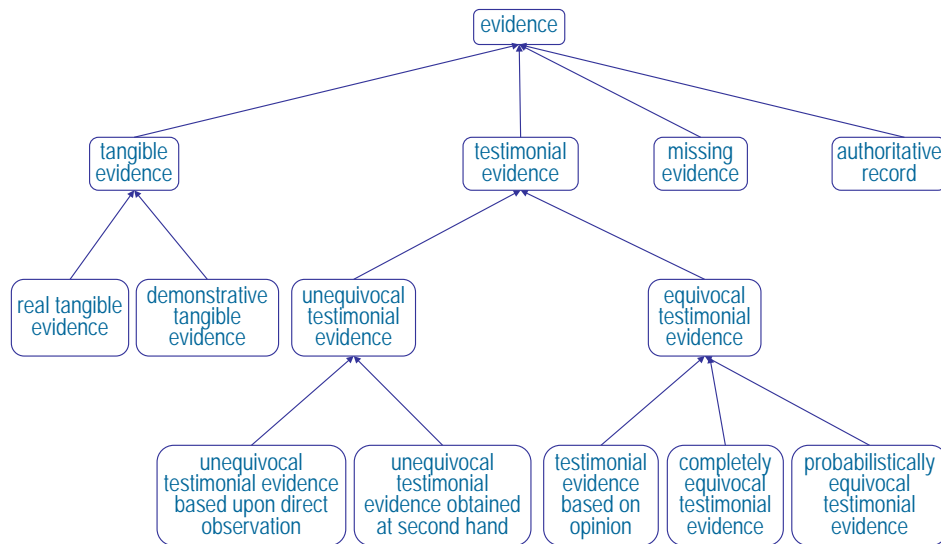 evidence
tangible
evidence
testimonial
evidence
missing
evidence
authoritative
record
real tangible
evidence
demonstrative
tangible
evidence
unequivocal
testimonial
evidence
equivocal
testimonial
evidence
unequivocal
testimonial evidence
based upon direct
observation
unequivocal
testimonial
evidence obtained
at second hand
testimonial
evidence
based on
opinion
completely
equivocal
testimonial
evidence
probabilistically
equivocal
testimonial
evidence